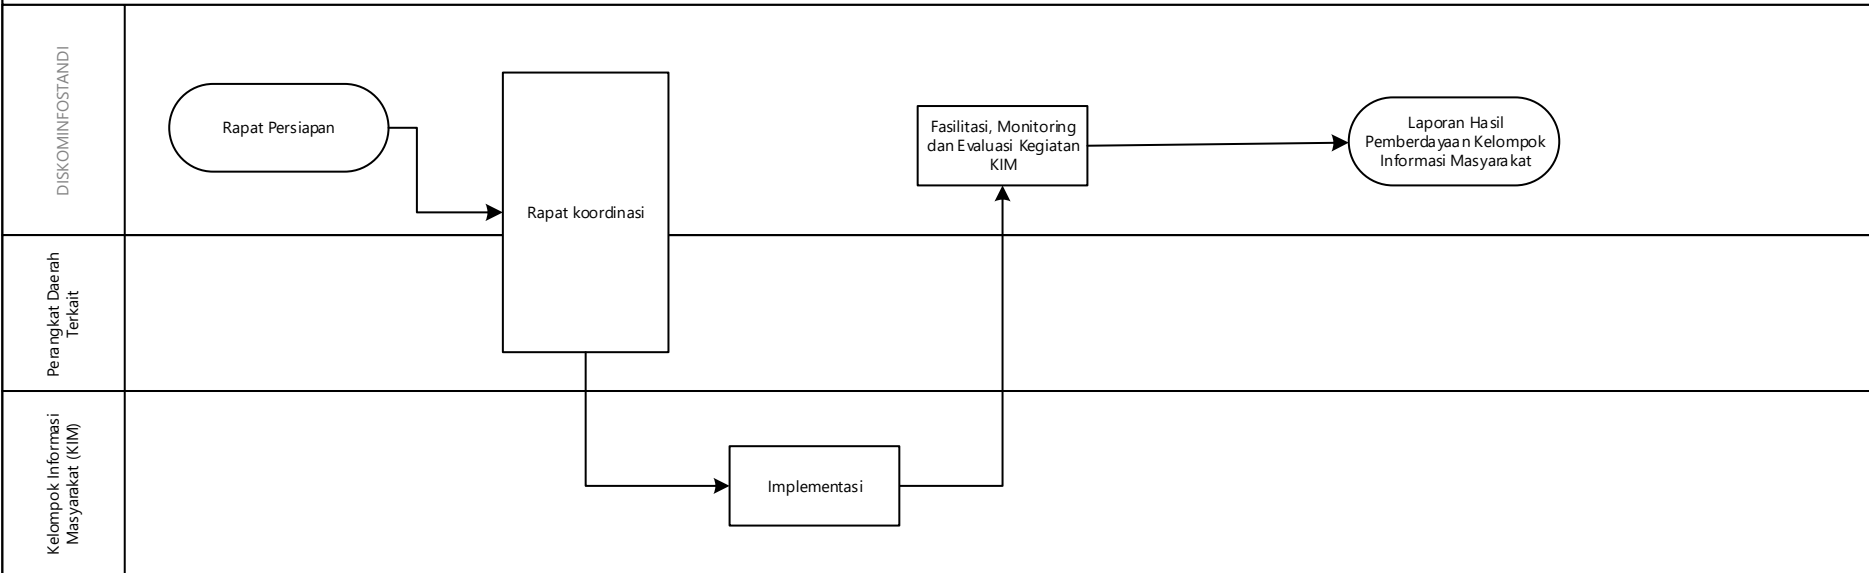 DISKOMINFOSTANDI
Rapat Persiapan
Rapat koordinasi
Fasilitasi, Monitoring
dan Evaluasi Kegiatan
KIM
Laporan Hasil
Pemberdayaan Kelompok
Informasi Masyarakat
Perangkat Daerah
Terkait
Kelompok Informasi
Masyarakat (KIM)
Implementasi